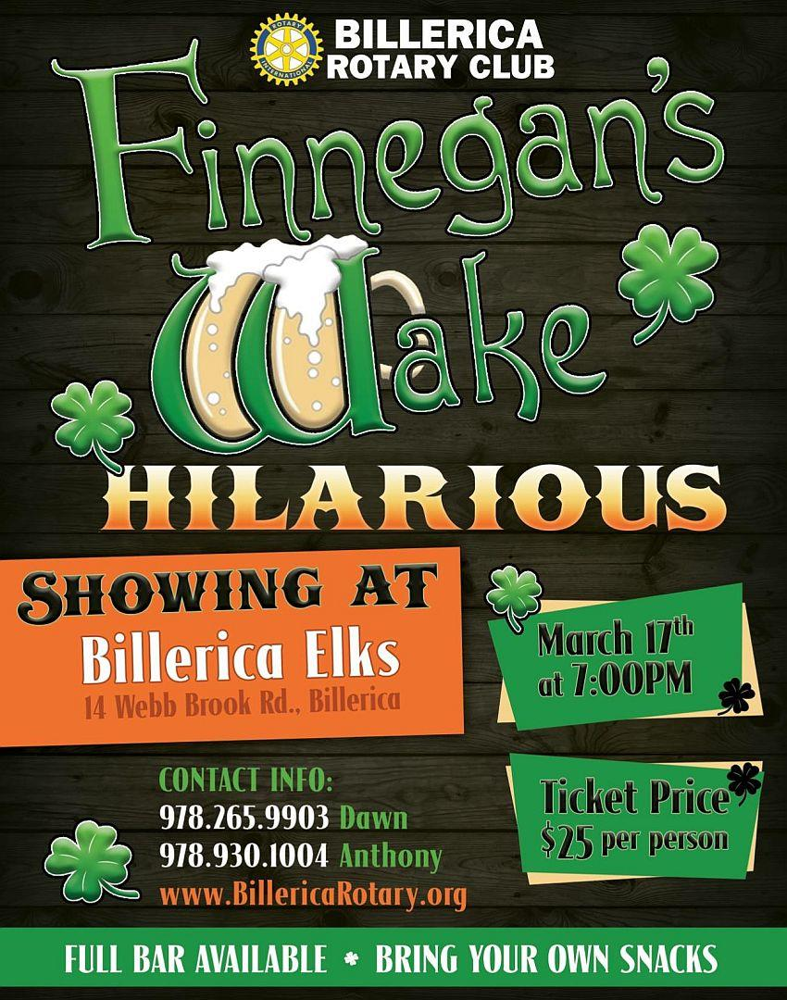 ROTARY
INTERNATIONAL
BILLERICA
ROTARY CLUB
Finnegan's
Wake
HILARIOUS
SHOWING AT
Billerica Elks
14 Webb Brook Rd., Billerica
March 17th
at 7:00PM
Ticket Price
$25 per person
CONTACT INFO:
978.265.9903 Dawn
978.930.1004 Anthony
www.BillericaRotary.org
FULL BAR AVAILABLE * BRING YOUR OWN SNACKS